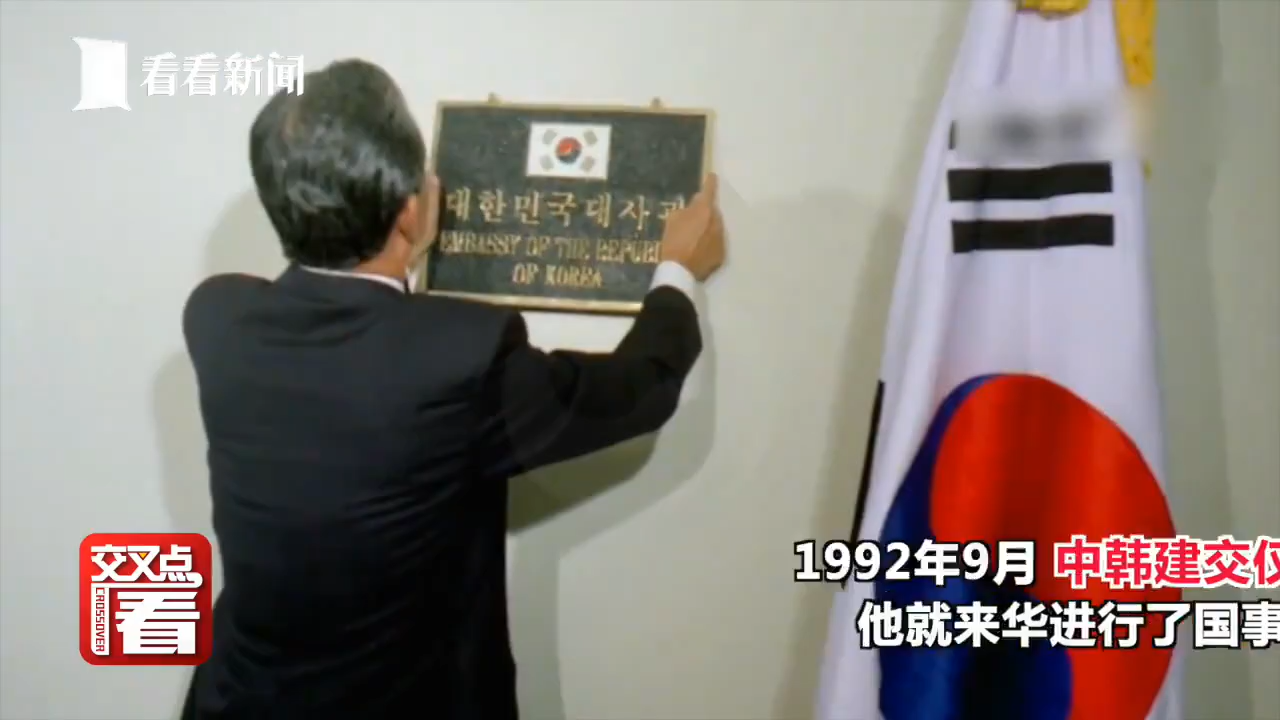 看看新闻
대한민국대사관
EMBASSY OF THE REPUBL
OF KOREA
1992年9月 中韩建交仅
他就来华进行了国事
交叉点
看
CROSSOVER